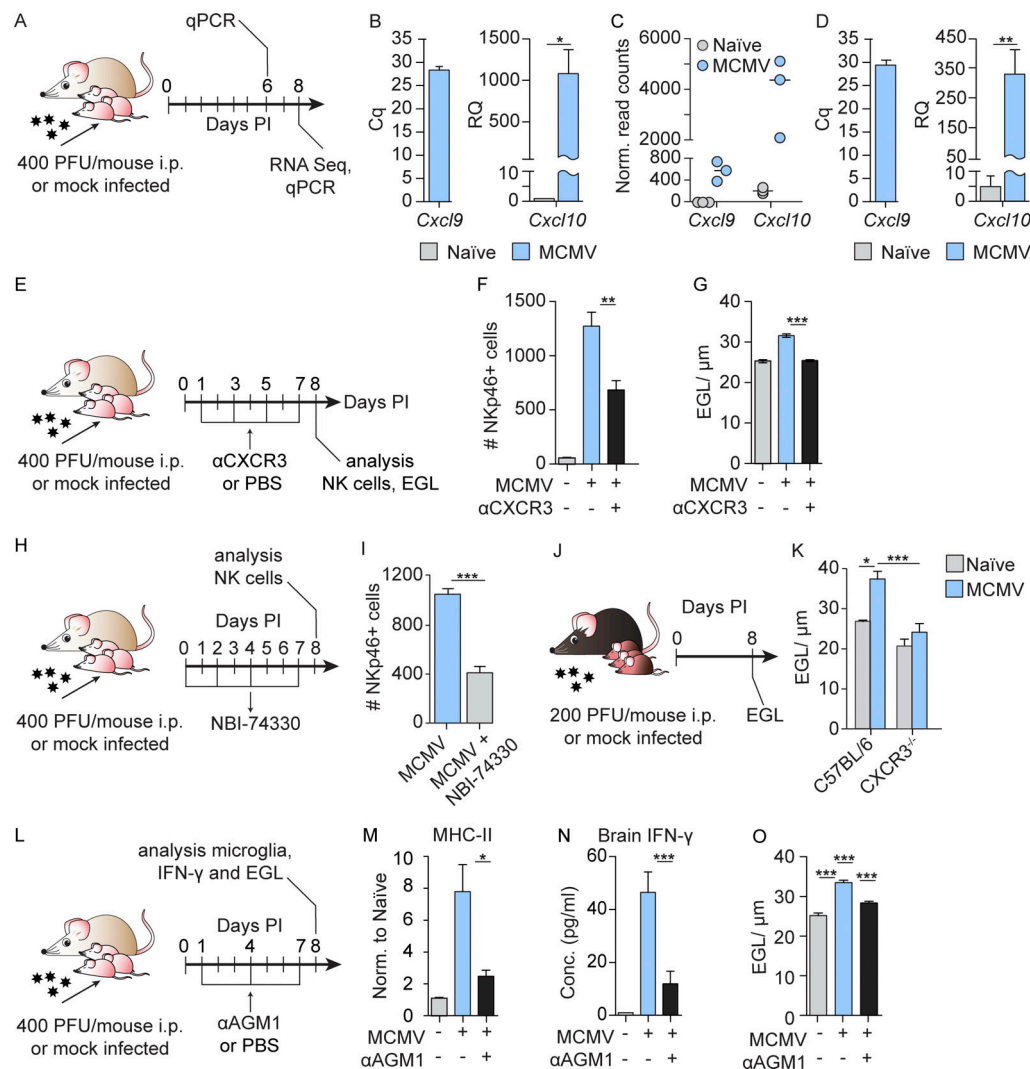 A
qPCR
0
6
8
Days PI
400 PFU/mouse i.p.
or mock infected
RNA Seq,
qPCR
B
35
30
25
20
15
10
5
0
Cq
Cxcl9
*
1500
1000
500
10
0
RQ
Cxcl10
Naïve
MCMV
C
Naïve
MCMV
6000
4000
2000
800
400
0
Norm. read counts
Cxcl9
Cxcl10
D
35
30
25
20
15
10
5
0
Cq
Cxcl9
**
450
350
250
150
50
10
0
RQ
Cxcl10
Naïve
MCMV
E
0 1 3 5 7 8
Days PI
400 PFU/mouse i.p.
or mock infected
αCXCR3
or PBS
analysis
NK cells, EGL
F
1500
1000
500
0
# NKp46+ cells
**
MCMV - + +
αCXCR3 - - +
G
40
30
20
10
0
EGL/ µm
***
MCMV - + +
αCXCR3 - - +
H
analysis
NK cells
Days PI
0 1 2 3 4 5 6 7 8
400 PFU/mouse i.p.
or mock infected
NBI-74330
I
1200
800
400
0
# NKp46+ cells
***
MCMV
MCMV +
NBI-74330
J
Days PI
0
8
200 PFU/mouse i.p.
or mock infected
EGL
K
40
30
20
10
0
EGL/ µm
* ***
Naïve
MCMV
C57BL/6
CXCR3-/-
L
analysis microglia,
IFN-γ and EGL
Days PI
0 1 4 7 8
400 PFU/mouse i.p.
or mock infected
αAGM1
or PBS
M
MHC-II
10
8
6
4
2
0
Norm. to Naïve
*
MCMV - + +
αAGM1 - - +
N
Brain IFN-γ
60
40
20
0
Conc. (pg/ml)
***
MCMV - + +
αAGM1 - - +
O
40
30
20
10
0
EGL/ µm
*** *** ***
MCMV - + +
αAGM1 - - +